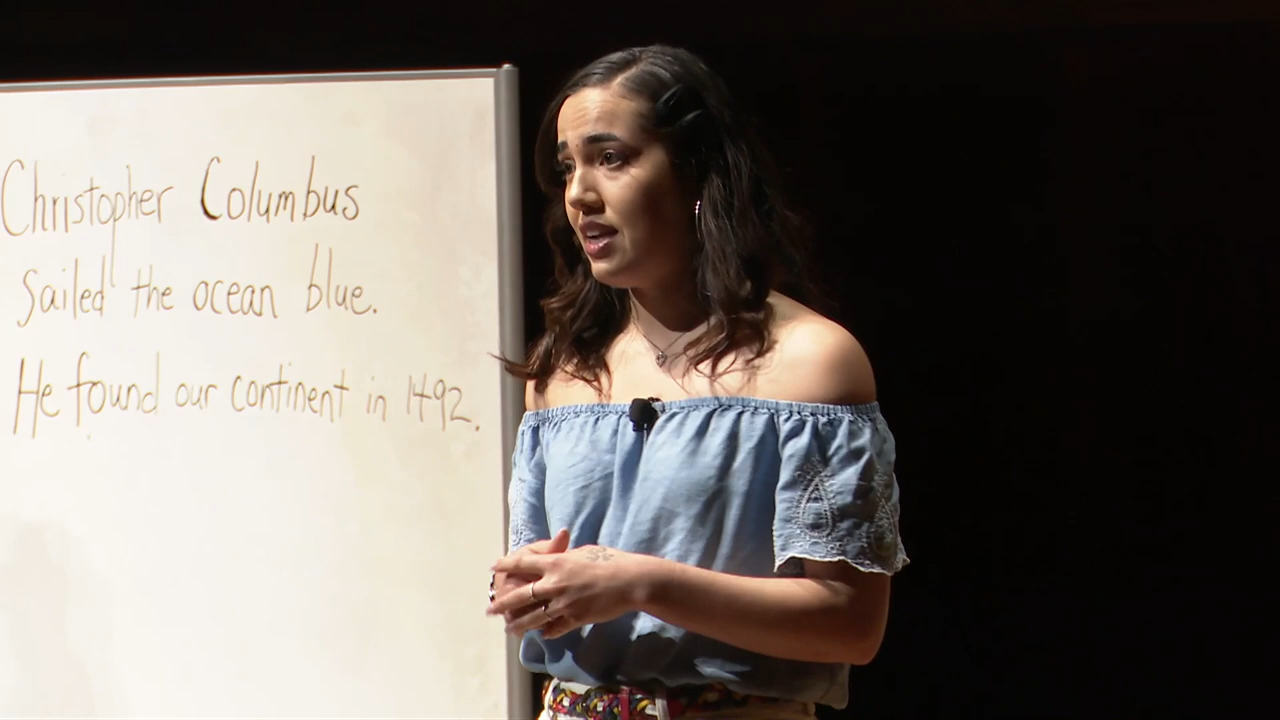 Christopher Columbus
sailed the ocean blue.
He found our continent in 1492.